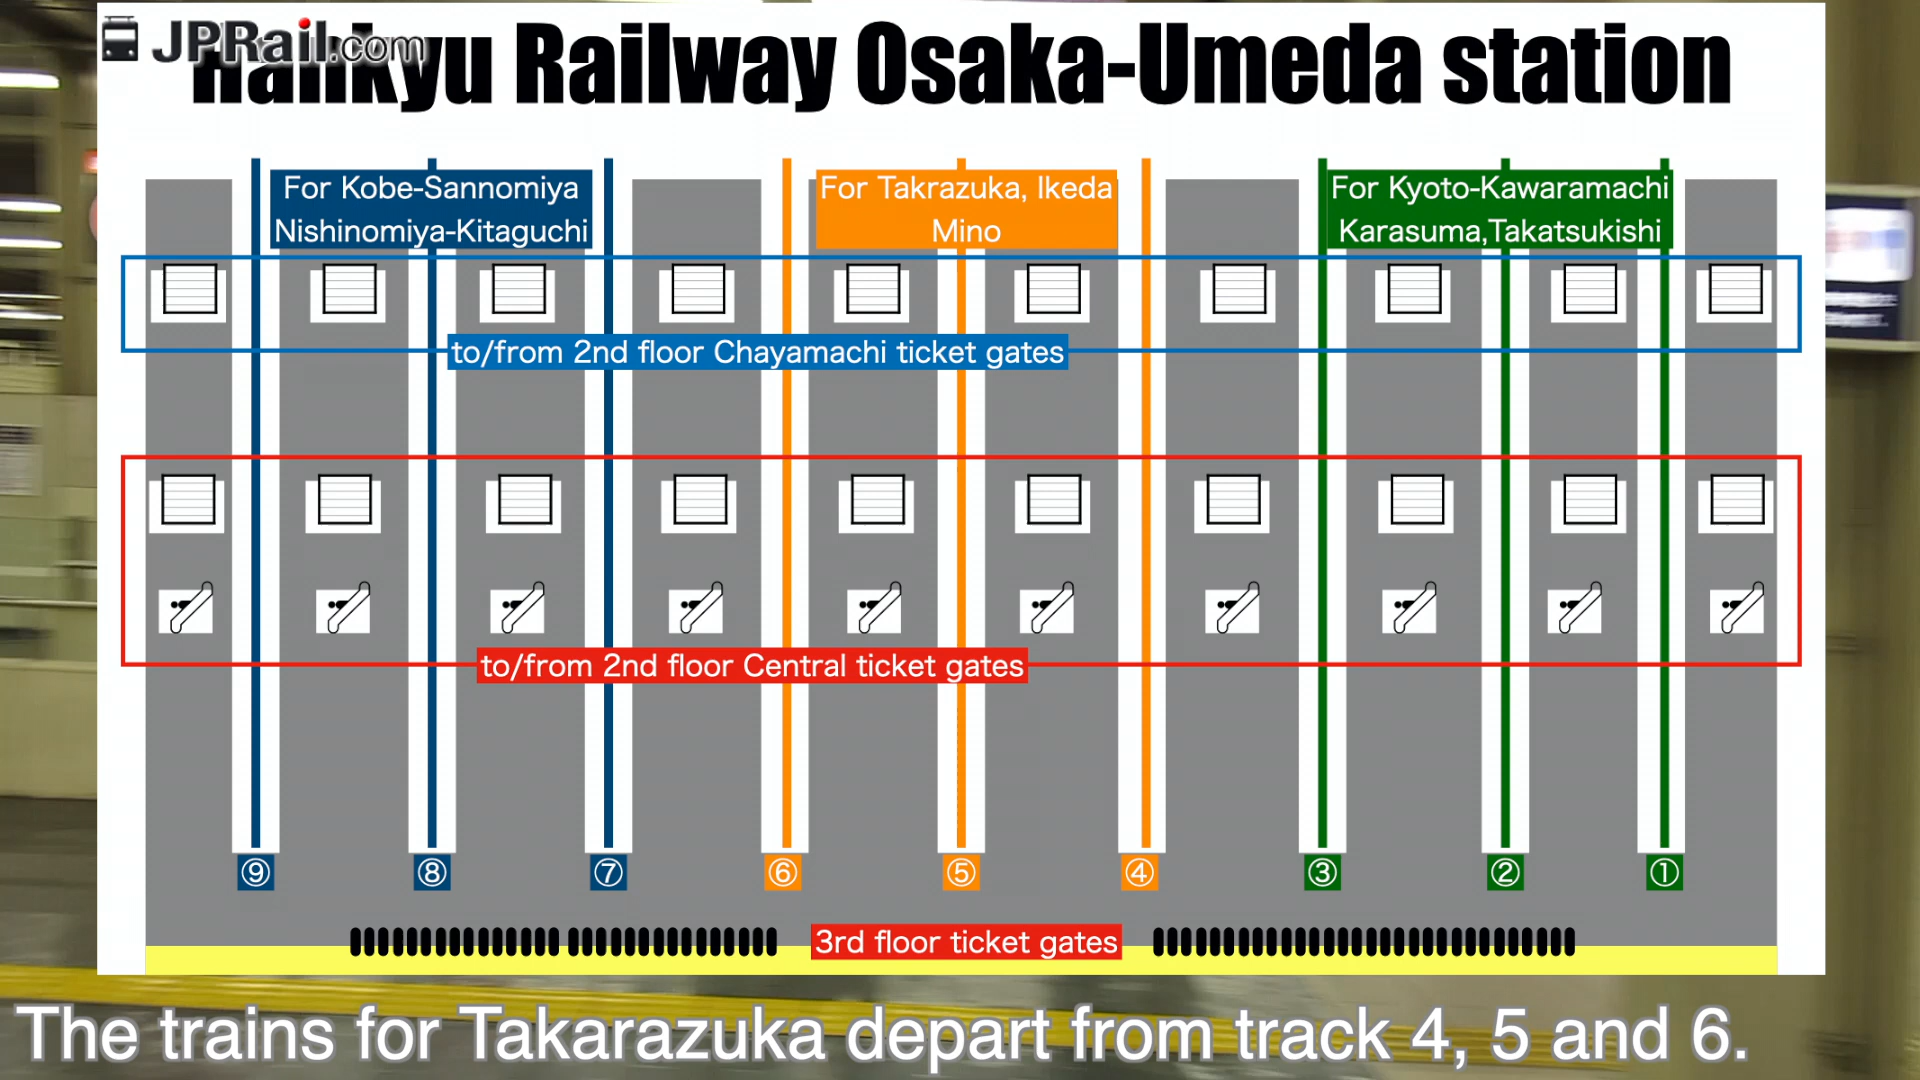 JPRail.com
Hankyu Railway Osaka-Umeda station
For Kobe-Sannomiya
Nishinomiya-Kitaguchi
For Takrazuka, Ikeda
Mino
For Kyoto-Kawaramachi
Karasuma,Takatsukishi
to/from 2nd floor Chayamachi ticket gates
to/from 2nd floor Central ticket gates
⑨ ⑧ ⑦ ⑥ ⑤ ④ ③ ② ①
3rd floor ticket gates
The trains for Takarazuka depart from track 4, 5 and 6.